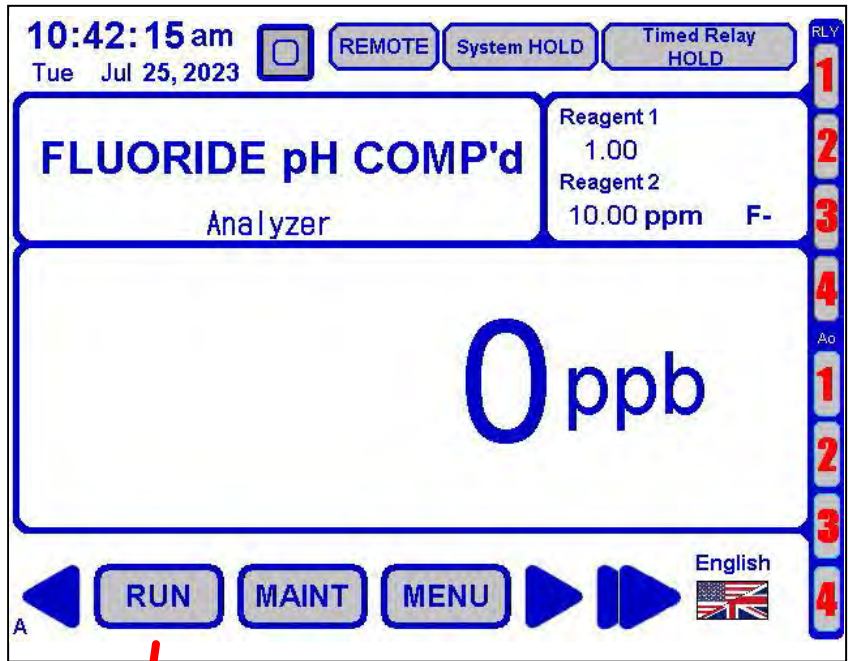 10:42:15 am
Tue Jul 25, 2023
REMOTE
System HOLD
Timed Relay
HOLD
FLUORIDE pH COMP'd
Analyzer
Reagent 1
1.00
Reagent 2
10.00 ppm F-
0 ppb
RLY
1
2
3
4
Ao
1
2
3
4
RUN
MAINT
MENU
English
A